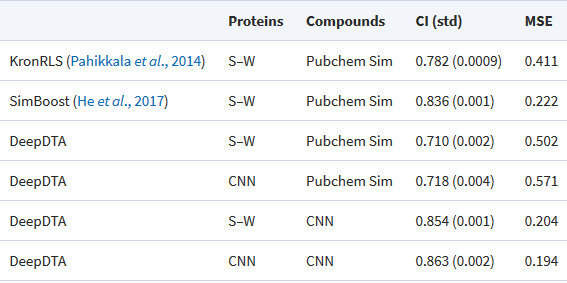 Proteins Compounds CI (std) MSE
KronRLS (Pahikkala et al., 2014) S–W Pubchem Sim 0.782 (0.0009) 0.411
SimBoost (He et al., 2017) S–W Pubchem Sim 0.836 (0.001) 0.222
DeepDTA S–W Pubchem Sim 0.710 (0.002) 0.502
DeepDTA CNN Pubchem Sim 0.718 (0.004) 0.571
DeepDTA S–W CNN 0.854 (0.001) 0.204
DeepDTA CNN CNN 0.863 (0.002) 0.194